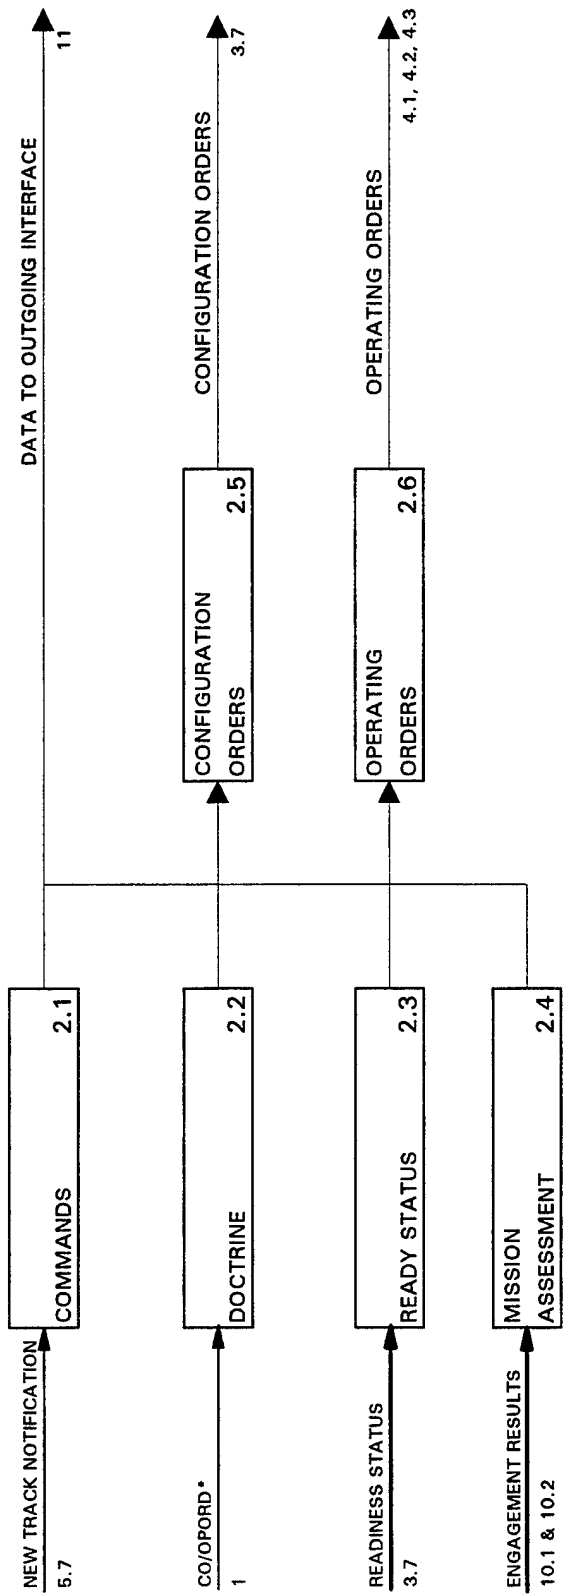 NEW TRACK NOTIFICATION
5.7
COMMANDS
2.1
DATA TO OUTGOING INTERFACE
11
CO/OPORD*
1
DOCTRINE
2.2
CONFIGURATION
ORDERS
2.5
CONFIGURATION ORDERS
3.7
READINESS STATUS
3.7
READY STATUS
2.3
OPERATING
ORDERS
2.6
OPERATING ORDERS
4.1, 4.2, 4.3
ENGAGEMENT RESULTS
10.1 & 10.2
MISSION
ASSESSMENT
2.4